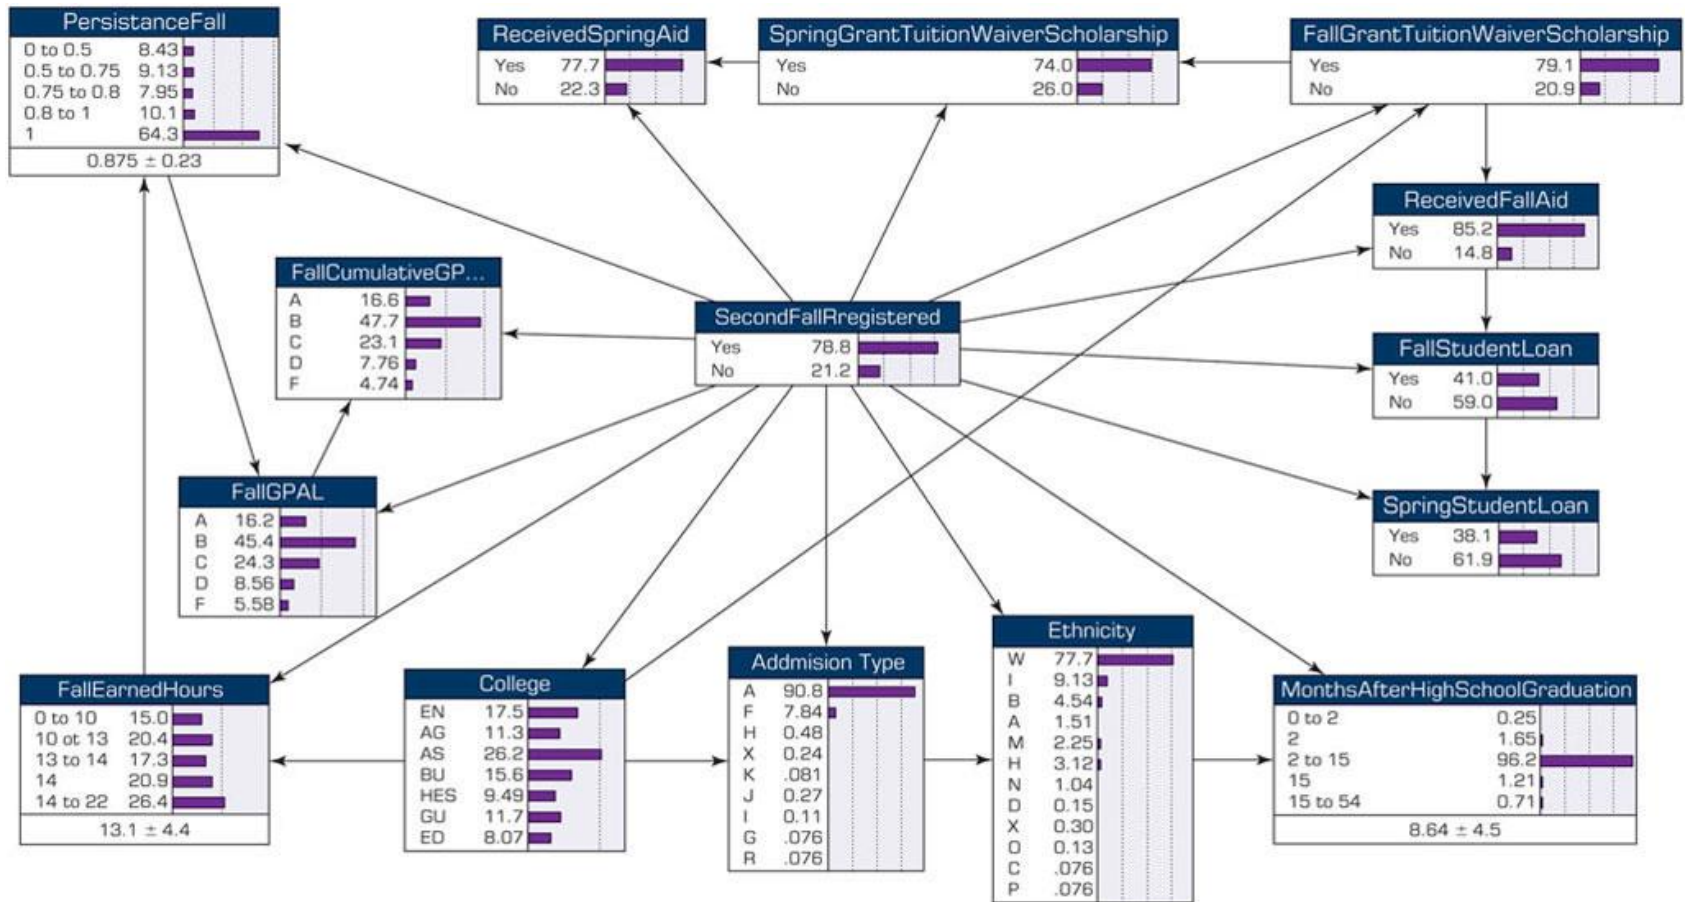 PersistanceFall
0 to 0.5 8.43
0.5 to 0.75 9.13
0.75 to 0.8 7.95
0.8 to 1 10.1
1 64.3
0.875 ± 0.23
ReceivedSpringAid
Yes 77.7
No 22.3
SpringGrantTuitionWaiverScholarship
Yes 74.0
No 26.0
FallGrantTuitionWaiverScholarship
Yes 79.1
No 20.9
ReceivedFallAid
Yes 85.2
No 14.8
FallCumulativeGP...
A 16.6
B 47.7
C 23.1
D 7.76
F 4.74
SecondFallRregistered
Yes 78.8
No 21.2
FallStudentLoan
Yes 41.0
No 59.0
FallGPAL
A 16.2
B 45.4
C 24.3
D 8.56
F 5.58
SpringStudentLoan
Yes 38.1
No 61.9
FallEarnedHours
0 to 10 15.0
10 ot 13 20.4
13 to 14 17.3
14 20.9
14 to 22 26.4
13.1 ± 4.4
College
EN 17.5
AG 11.3
AS 26.2
BU 15.6
HES 9.49
GU 11.7
ED 8.07
Addmision Type
A 90.8
F 7.84
H 0.48
X 0.24
K .081
J 0.27
I 0.11
G .076
R .076
Ethnicity
W 77.7
I 9.13
B 4.54
A 1.51
M 2.25
H 3.12
N 1.04
D 0.15
X 0.30
O 0.13
C .076
P .076
MonthsAfterHighSchoolGraduation
0 to 2 0.25
2 1.65
2 to 15 96.2
15 1.21
15 to 54 0.71
8.64 ± 4.5